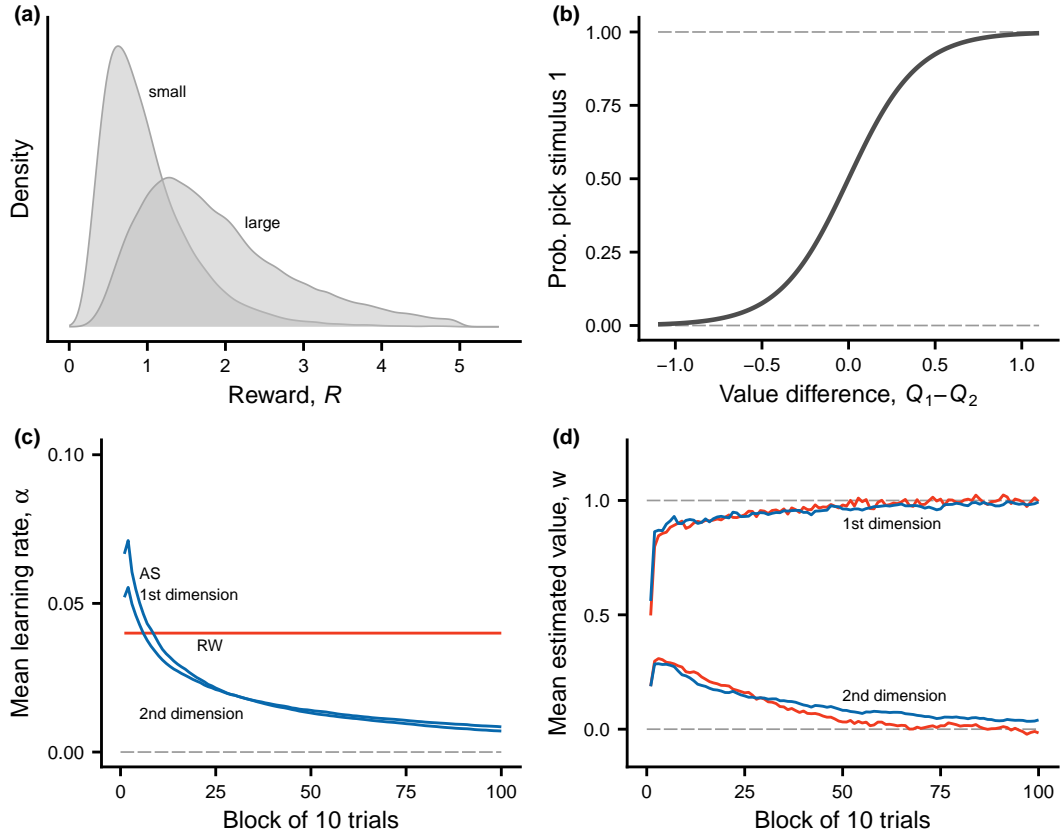 (a)
small
large
Density
0 1 2 3 4 5
Reward, R
(b)
1.00
0.75
0.50
0.25
0.00
Prob. pick stimulus 1
−1.0 −0.5 0.0 0.5 1.0
Value difference, Q1–Q2
(c)
0.10
0.05
0.00
Mean learning rate, α
AS
1st dimension
RW
2nd dimension
0 25 50 75 100
Block of 10 trials
(d)
1.0
0.5
0.0
Mean estimated value, w
1st dimension
2nd dimension
0 25 50 75 100
Block of 10 trials